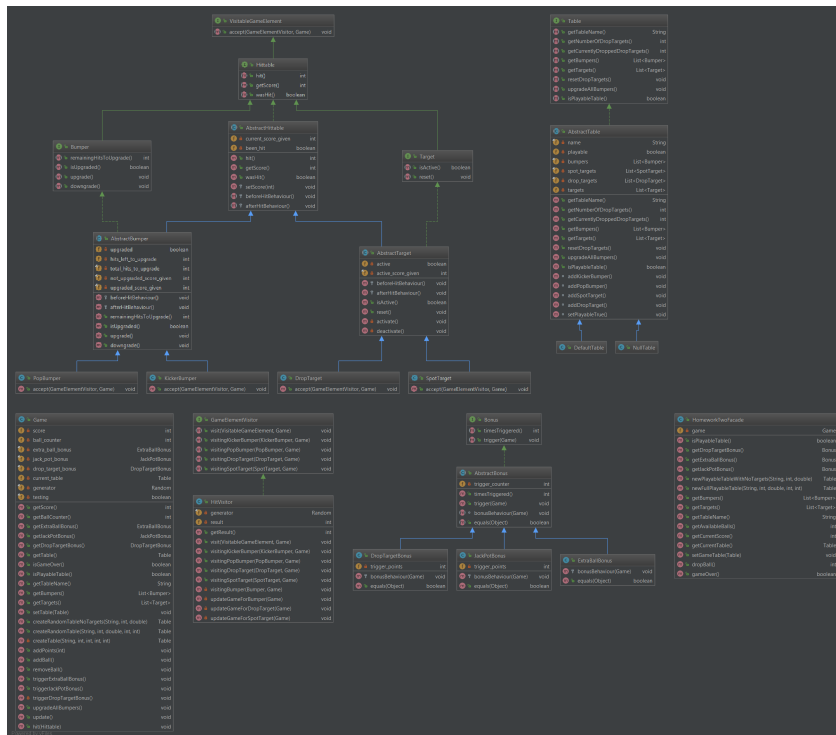 VisitableGameElement
accept(GameElementVisitor, Game) void
Hittable
hit() int
getScore() int
wasHit() boolean
Bumper
remainingHitsToUpgrade() int
isUpgraded() boolean
upgrade() void
downgrade() void
AbstractHittable
current_score_given int
been_hit boolean
hit() int
getScore() int
wasHit() boolean
setScore(int) void
beforeHitBehaviour() void
afterHitBehaviour() void
Target
isActive() boolean
reset() void
AbstractBumper
upgraded boolean
hits_left_to_upgrade int
total_hits_to_upgrade int
not_upgraded_score_given int
upgraded_score_given int
beforeHitBehaviour() void
afterHitBehaviour() void
remainingHitsToUpgrade() int
isUpgraded() boolean
upgrade() void
downgrade() void
AbstractTarget
active boolean
active_score_given int
beforeHitBehaviour() void
afterHitBehaviour() void
isActive() boolean
reset() void
activate() void
deactivate() void
PopBumper
accept(GameElementVisitor, Game) void
KickerBumper
accept(GameElementVisitor, Game) void
DropTarget
accept(GameElementVisitor, Game) void
SpotTarget
accept(GameElementVisitor, Game) void
Table
getTableName() String
getNumberOfDropTargets() int
getCurrentlyDroppedDropTargets() int
getBumpers() List<Bumper>
getTargets() List<Target>
resetDropTargets() void
upgradeAllBumpers() void
isPlayableTable() boolean
AbstractTable
name String
playable boolean
bumpers List<Bumper>
spot_targets List<SpotTarget>
drop_targets List<DropTarget>
targets List<Target>
getTableName() String
getNumberOfDropTargets() int
getCurrentlyDroppedDropTargets() int
getBumpers() List<Bumper>
getTargets() List<Target>
resetDropTargets() void
upgradeAllBumpers() void
isPlayableTable() boolean
addKickerBumper() void
addPopBumper() void
addSpotTarget() void
addDropTarget() void
setPlayableTrue() void
DefaultTable
NullTable
Game
score int
ball_counter int
extra_ball_bonus ExtraBallBonus
jack_pot_bonus JackPotBonus
drop_target_bonus DropTargetBonus
current_table Table
generator Random
testing boolean
getScore() int
getBallCounter() int
getExtraBallBonus() ExtraBallBonus
getJackPotBonus() JackPotBonus
getDropTargetBonus() DropTargetBonus
getTable() Table
isGameOver() boolean
isPlayableTable() boolean
getTableName() String
getBumpers() List<Bumper>
getTargets() List<Target>
setTable(Table) void
createRandomTableNoTargets(String, int, double) Table
createRandomTable(String, int, double, int, int) Table
createTable(String, int, int, int, int) Table
addPoints(int) void
addBall() void
removeBall() void
triggerExtraBallBonus() void
triggerJackPotBonus() void
triggerDropTargetBonus() void
upgradeAllBumpers() void
update() void
hit(Hittable) void
GameElementVisitor
visit(VisitableGameElement, Game) void
visitingKickerBumper(KickerBumper, Game) void
visitingPopBumper(PopBumper, Game) void
visitingDropTarget(DropTarget, Game) void
visitingSpotTarget(SpotTarget, Game) void
HitVisitor
generator Random
result int
getResult() int
visit(VisitableGameElement, Game) void
visitingKickerBumper(KickerBumper, Game) void
visitingPopBumper(PopBumper, Game) void
visitingDropTarget(DropTarget, Game) void
visitingSpotTarget(SpotTarget, Game) void
visitingBumper(Bumper, Game) void
updateGameForBumper(Game) void
updateGameForDropTarget(Game) void
updateGameForSpotTarget(Game) void
Bonus
timesTriggered() int
trigger(Game) void
AbstractBonus
trigger_counter int
timesTriggered() int
trigger(Game) void
bonusBehaviour(Game) void
equals(Object) boolean
DropTargetBonus
trigger_points int
bonusBehaviour(Game) void
equals(Object) boolean
JackPotBonus
trigger_points int
bonusBehaviour(Game) void
equals(Object) boolean
ExtraBallBonus
bonusBehaviour(Game) void
equals(Object) boolean
HomeworkTwoFacade
game Game
isPlayableTable() boolean
getDropTargetBonus() Bonus
getExtraBallBonus() Bonus
getJackPotBonus() Bonus
newPlayableTableWithNoTargets(String, int, double) Table
newFullPlayableTable(String, int, double, int, int) Table
getBumpers() List<Bumper>
getTargets() List<Target>
getTableName() String
getAvailableBalls() int
getCurrentScore() int
getCurrentTable() Table
setGameTable(Table) void
dropBall() int
gameOver() boolean